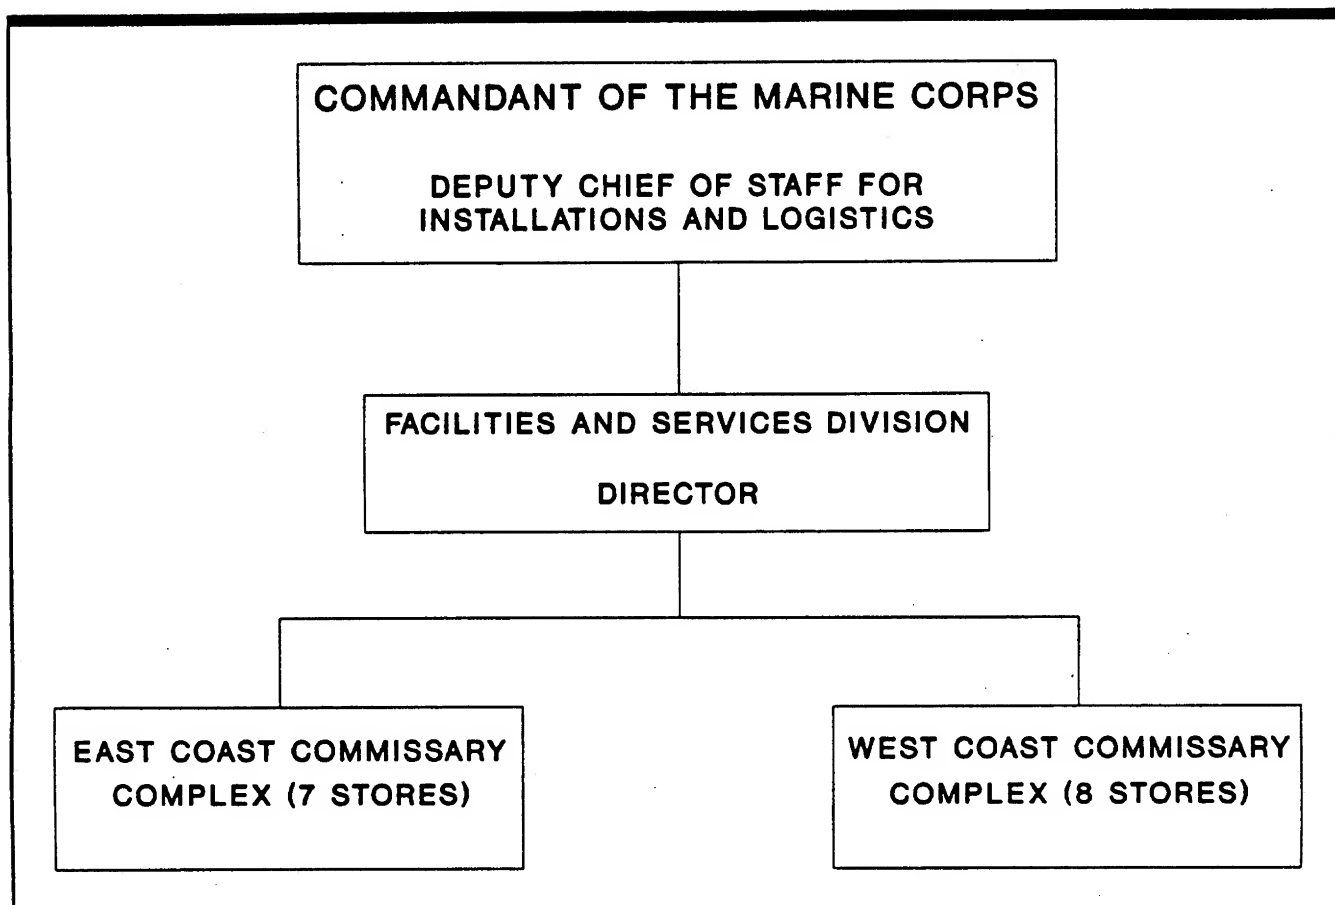 COMMANDANT OF THE MARINE CORPS
DEPUTY CHIEF OF STAFF FOR
INSTALLATIONS AND LOGISTICS
FACILITIES AND SERVICES DIVISION
DIRECTOR
EAST COAST COMMISSARY
COMPLEX (7 STORES)
WEST COAST COMMISSARY
COMPLEX (8 STORES)